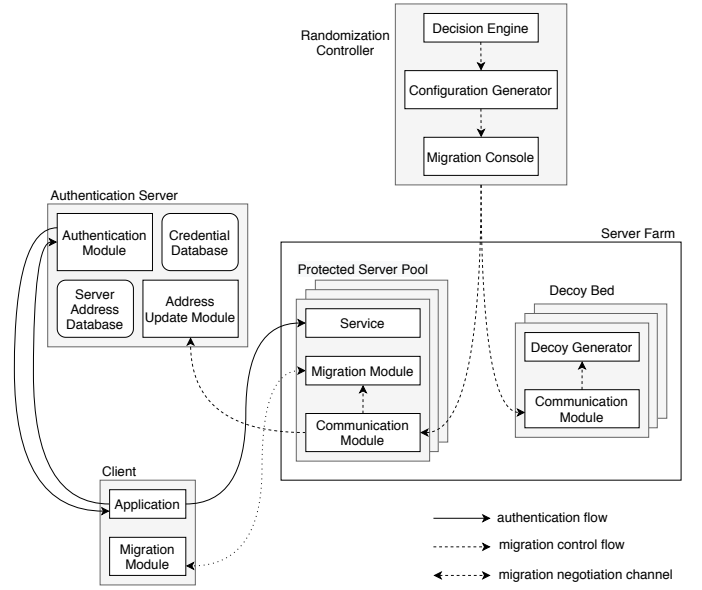 Randomization
Controller
Decision Engine
Configuration Generator
Migration Console
Authentication Server
Authentication
Module
Credential
Database
Server
Address
Database
Address
Update Module
Server Farm
Protected Server Pool
Service
Migration Module
Communication
Module
Decoy Bed
Decoy Generator
Communication
Module
Client
Application
Migration
Module
authentication flow
migration control flow
migration negotiation channel